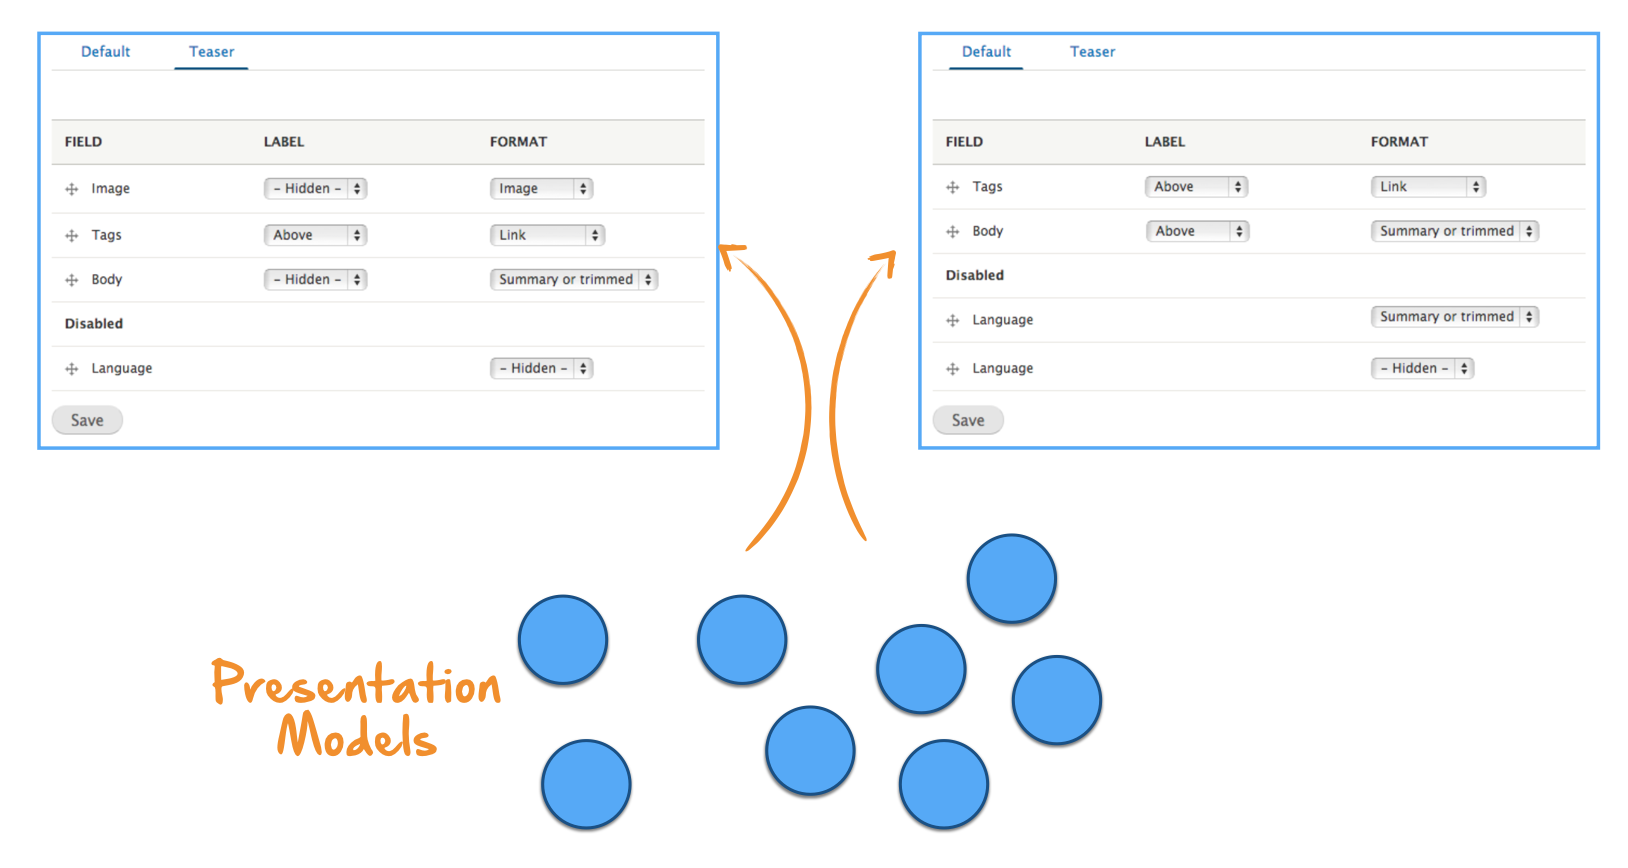 Default Teaser
FIELD LABEL FORMAT
Image – Hidden – Image
Tags Above Link
Body – Hidden – Summary or trimmed
Disabled
Language – Hidden –
Save
Default Teaser
FIELD LABEL FORMAT
Tags Above Link
Body Above Summary or trimmed
Disabled
Language Summary or trimmed
Language – Hidden –
Save
Presentation
Models